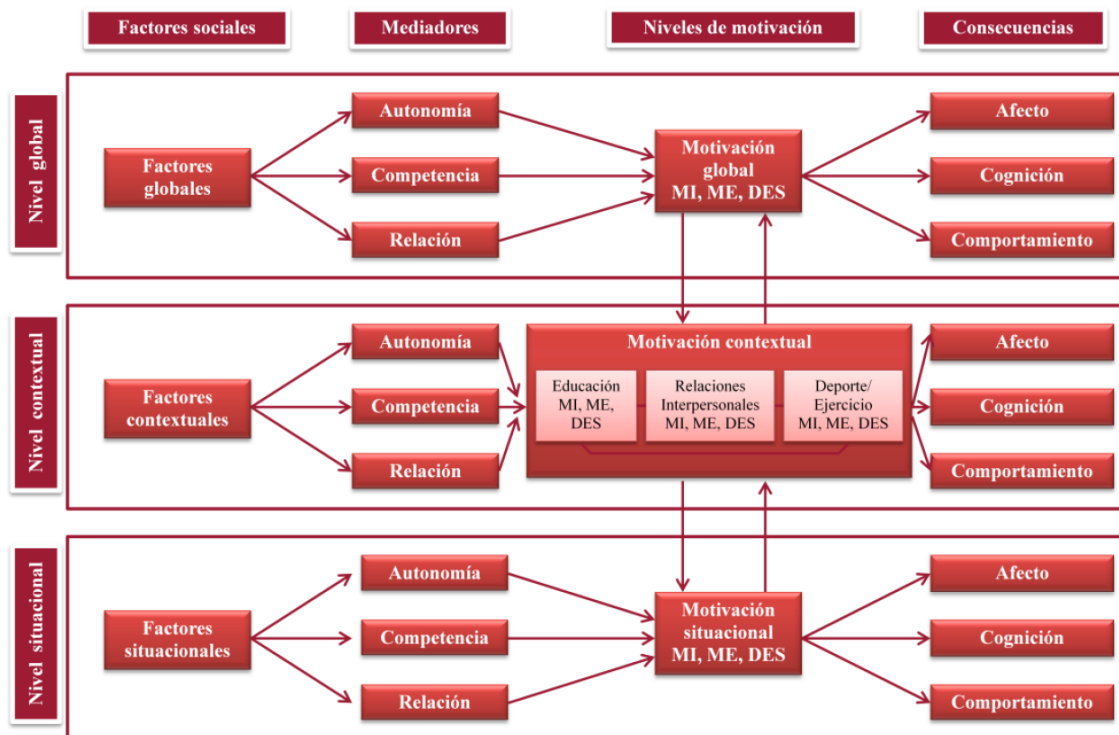 Factores sociales
Mediadores
Niveles de motivación
Consecuencias
Nivel global
Factores
globales
Autonomía
Competencia
Relación
Motivación
global
MI, ME, DES
Afecto
Cognición
Comportamiento
Nivel contextual
Factores
contextuales
Autonomía
Competencia
Relación
Motivación contextual
Educación
MI, ME,
DES
Relaciones
Interpersonales
MI, ME, DES
Deporte/
Ejercicio
MI, ME, DES
Afecto
Cognición
Comportamiento
Nivel situacional
Factores
situacionales
Autonomía
Competencia
Relación
Motivación
situacional
MI, ME, DES
Afecto
Cognición
Comportamiento